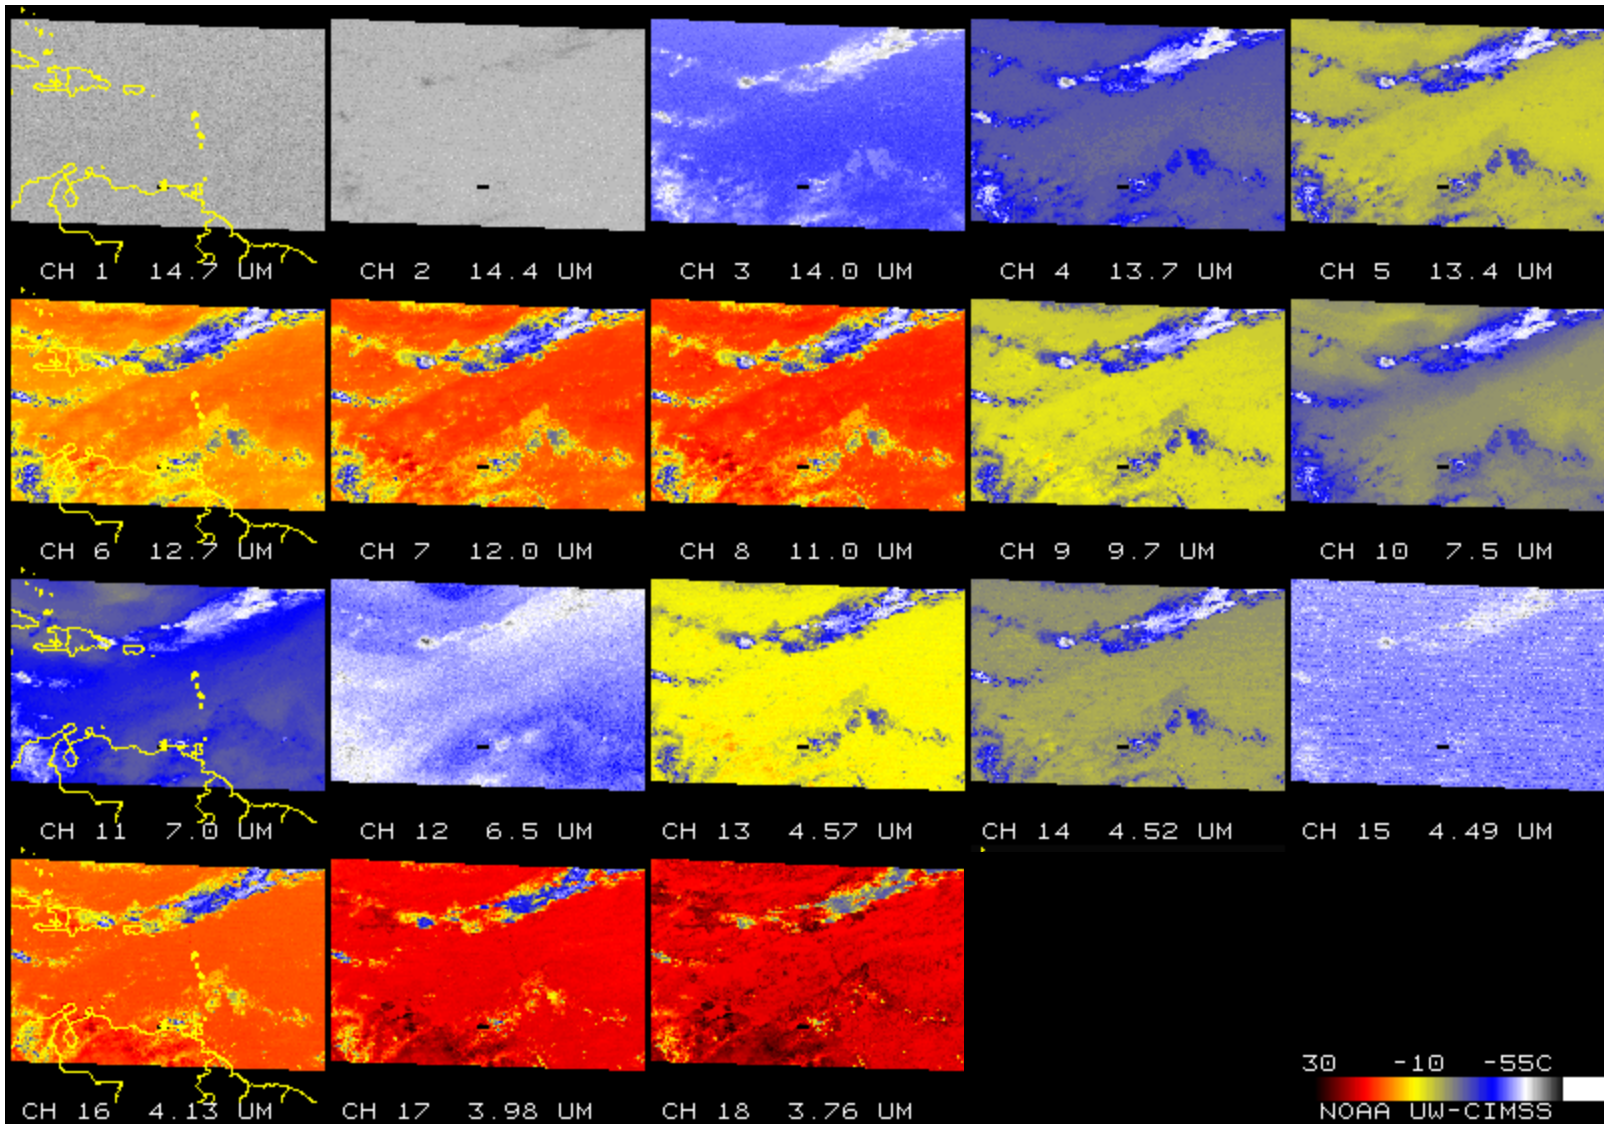 CH 1 14.7 UM CH 2 14.4 UM CH 3 14.0 UM CH 4 13.7 UM CH 5 13.4 UM
CH 6 12.7 UM CH 7 12.0 UM CH 8 11.0 UM CH 9 9.7 UM CH 10 7.5 UM
CH 11 7.0 UM CH 12 6.5 UM CH 13 4.57 UM CH 14 4.52 UM CH 15 4.49 UM
30 -10 -55C
CH 16 4.13 UM CH 17 3.98 UM CH 18 3.76 UM NOAA UW-CIMSS